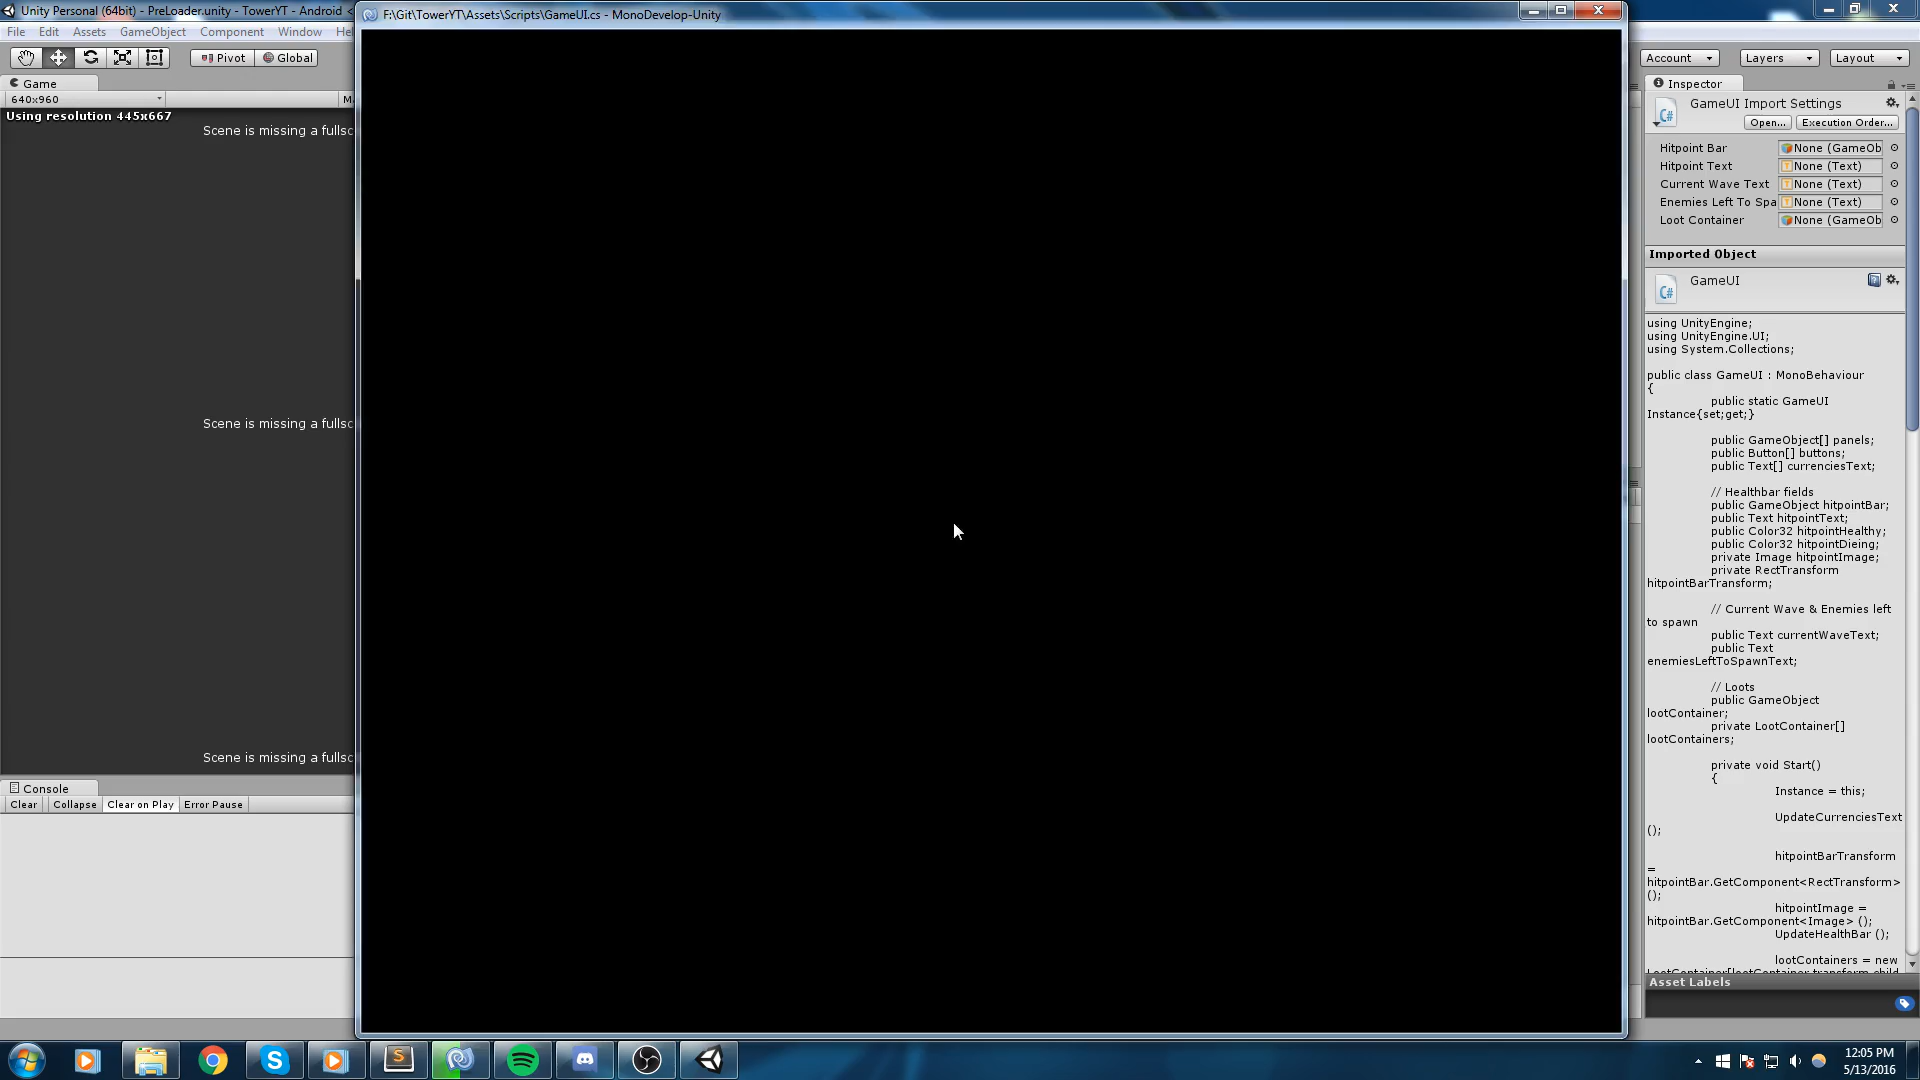 Unity Personal (64bit) - PreLoader.unity - TowerYT - Android <
F:\Git\TowerYT\Assets\Scripts\GameUI.cs - MonoDevelop-Unity
File Edit Assets GameObject Component Window Hel
Pivot Global
Account Layers Layout
Game
640x960
Using resolution 445x667
Scene is missing a fullsc
Scene is missing a fullsc
Scene is missing a fullsc
Console
Clear Collapse Clear on Play Error Pause
Inspector
GameUI Import Settings
Open... Execution Order...
Hitpoint Bar None (GameOb
Hitpoint Text None (Text)
Current Wave Text None (Text)
Enemies Left To Spa None (Text)
Loot Container None (GameOb
Imported Object
GameUI
using UnityEngine;
using UnityEngine.UI;
using System.Collections;
public class GameUI : MonoBehaviour
{
public static GameUI
Instance{set;get;}
public GameObject[] panels;
public Button[] buttons;
public Text[] currenciesText;
// Healthbar fields
public GameObject hitpointBar;
public Text hitpointText;
public Color32 hitpointHealthy;
public Color32 hitpointDieing;
private Image hitpointImage;
private RectTransform
hitpointBarTransform;
// Current Wave & Enemies left
to spawn
public Text currentWaveText;
public Text
enemiesLeftToSpawnText;
// Loots
public GameObject
lootContainer;
private LootContainer[]
lootContainers;
private void Start()
{
Instance = this;
UpdateCurrenciesText
();
hitpointBarTransform
=
hitpointBar.GetComponent<RectTransform>
();
hitpointImage =
hitpointBar.GetComponent<Image> ();
UpdateHealthBar ();
lootContainers = new
LootContainer[lootContainer.transform.child
Asset Labels
12:05 PM
5/13/2016